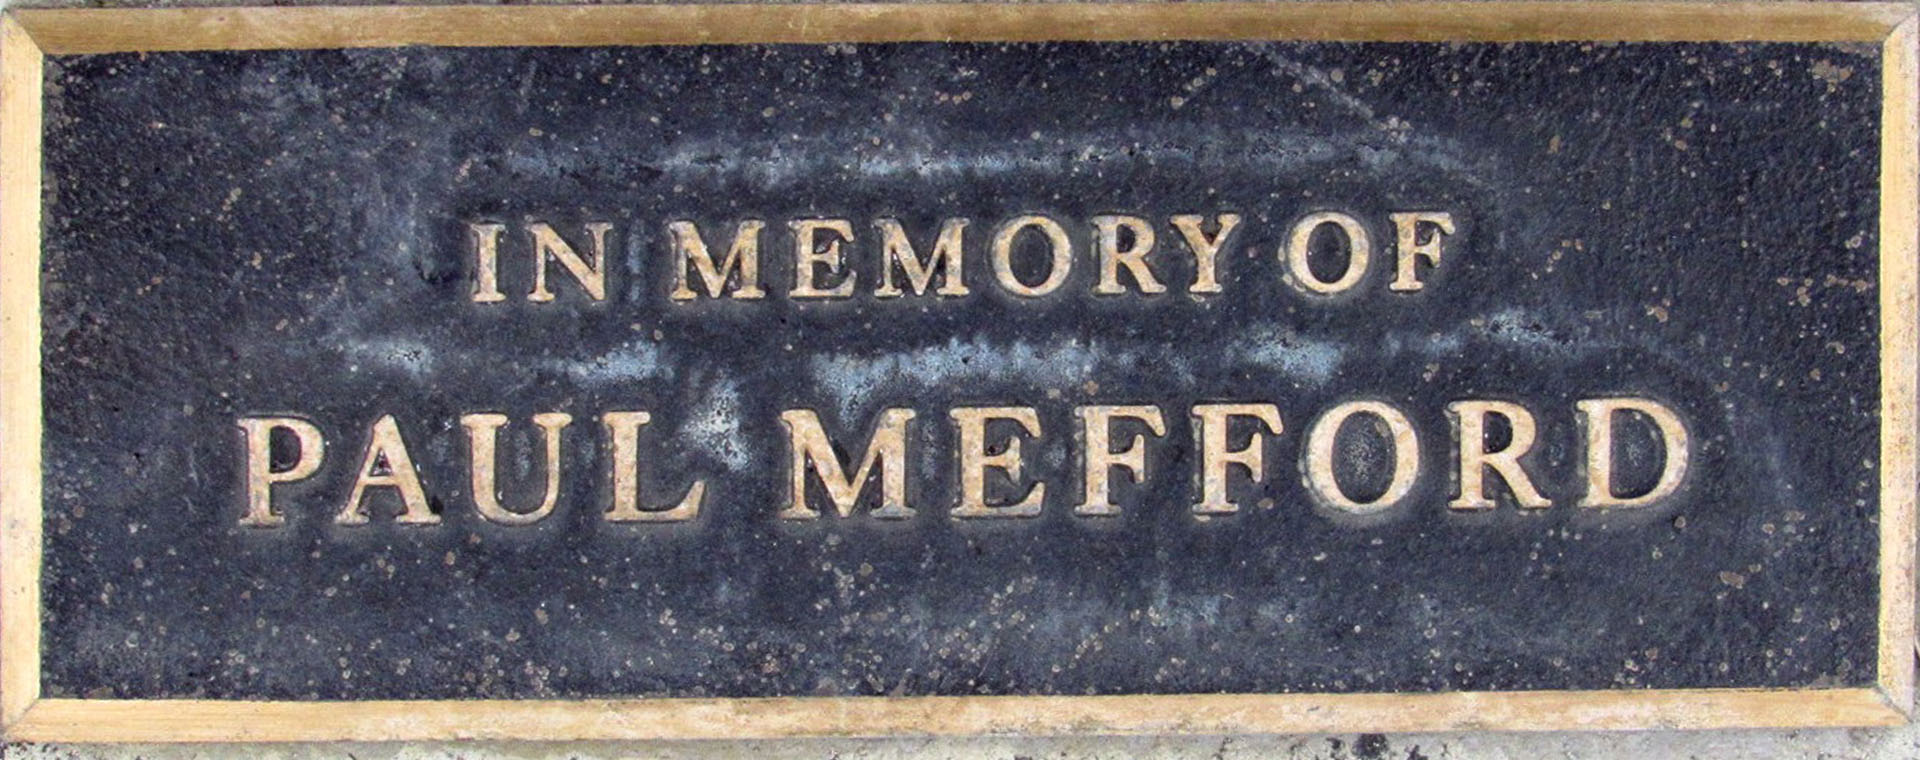 IN MEMORY OF
PAUL MEFFORD